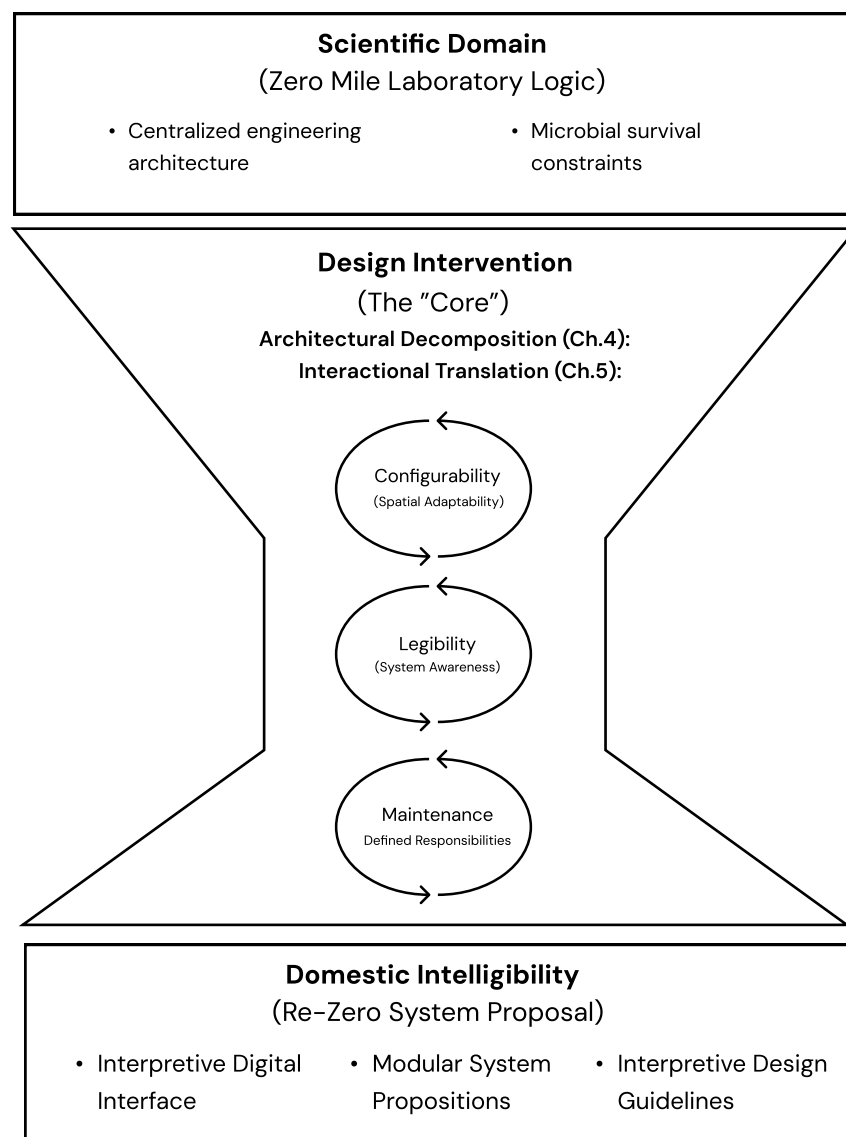 Scientific Domain
(Zero Mile Laboratory Logic)
• Centralized engineering
architecture
• Microbial survival
constraints
Design Intervention
(The ”Core”)
Architectural Decomposition (Ch.4):
Interactional Translation (Ch.5):
Configurability
(Spatial Adaptability)
Legibility
(System Awareness)
Maintenance
Defined Responsibilities
Domestic Intelligibility
(Re-Zero System Proposal)
• Interpretive Digital
Interface
• Modular System
Propositions
• Interpretive Design
Guidelines